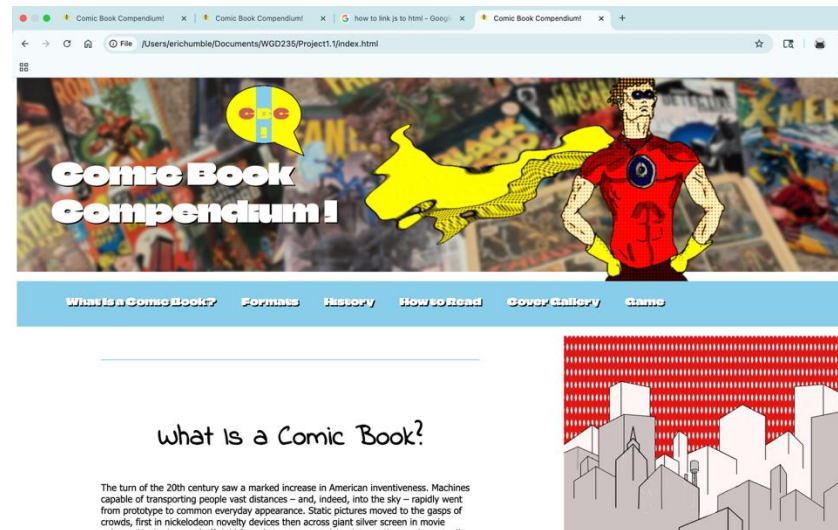 Comic Book Compendium!
Comic Book Compendium!
how to link js to html - Google
Comic Book Compendium!
File /Users/erichumble/Documents/WGD235/Project1.1/index.html
CBC
!
Comic Book
Compendium!
What Is a Comic Book? Formats History How to Read Cover Gallery Game
What Is a Comic Book?
The turn of the 20th century saw a marked increase in American inventiveness. Machines
capable of transporting people vast distances – and, indeed, into the sky – rapidly went
from prototype to common everyday appearance. Static pictures moved to the gasps of
crowds, first in nickelodeon novelty devices then across giant silver screen in movie